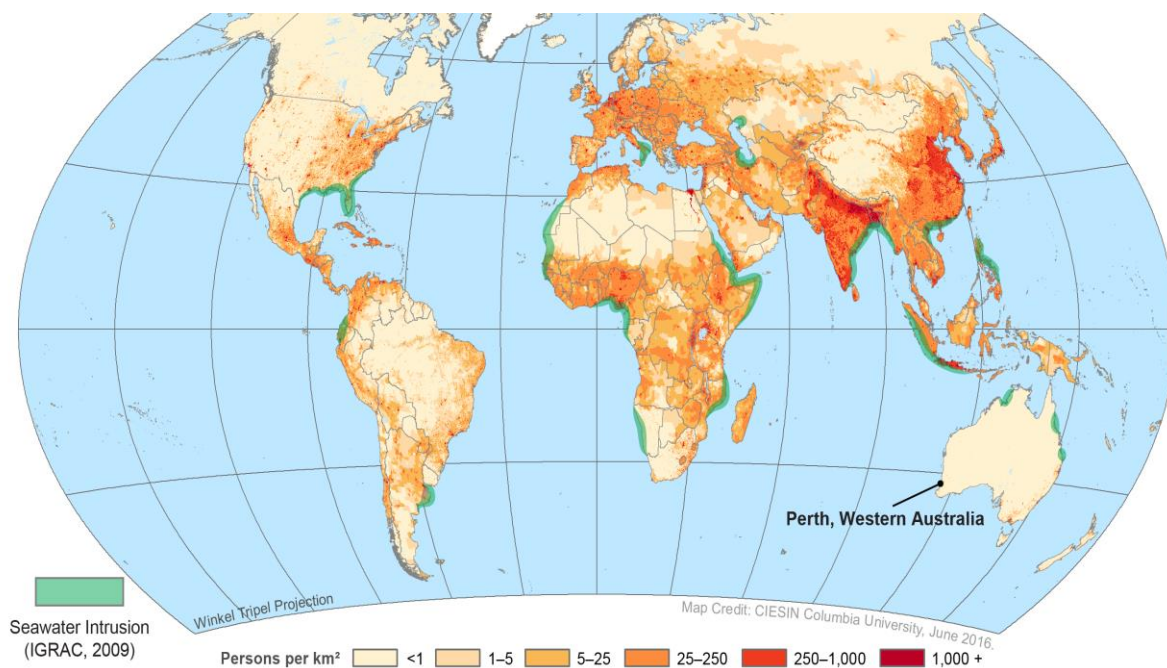 Perth, Western Australia
Winkel Tripel Projection
Map Credit: CIESIN Columbia University, June 2016.
Seawater Intrusion
(IGRAC, 2009)
Persons per km² <1 1–5 5–25 25–250 250–1,000 1,000 +